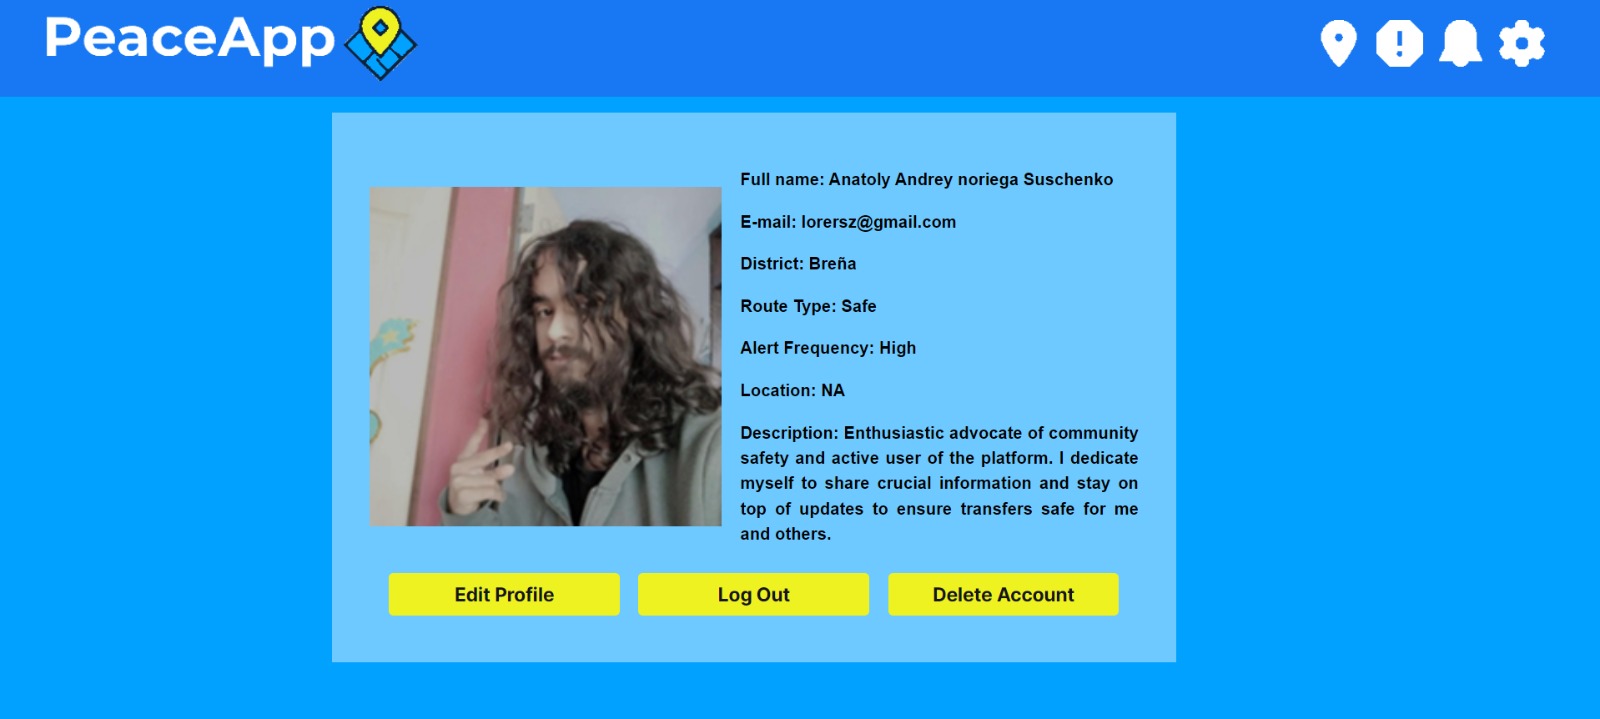 PeaceApp
Full name: Anatoly Andrey noriega Suschenko
E-mail: lorersz@gmail.com
District: Breña
Route Type: Safe
Alert Frequency: High
Location: NA
Description: Enthusiastic advocate of community
safety and active user of the platform. I dedicate
myself to share crucial information and stay on
top of updates to ensure transfers safe for me
and others.
Edit Profile
Log Out
Delete Account